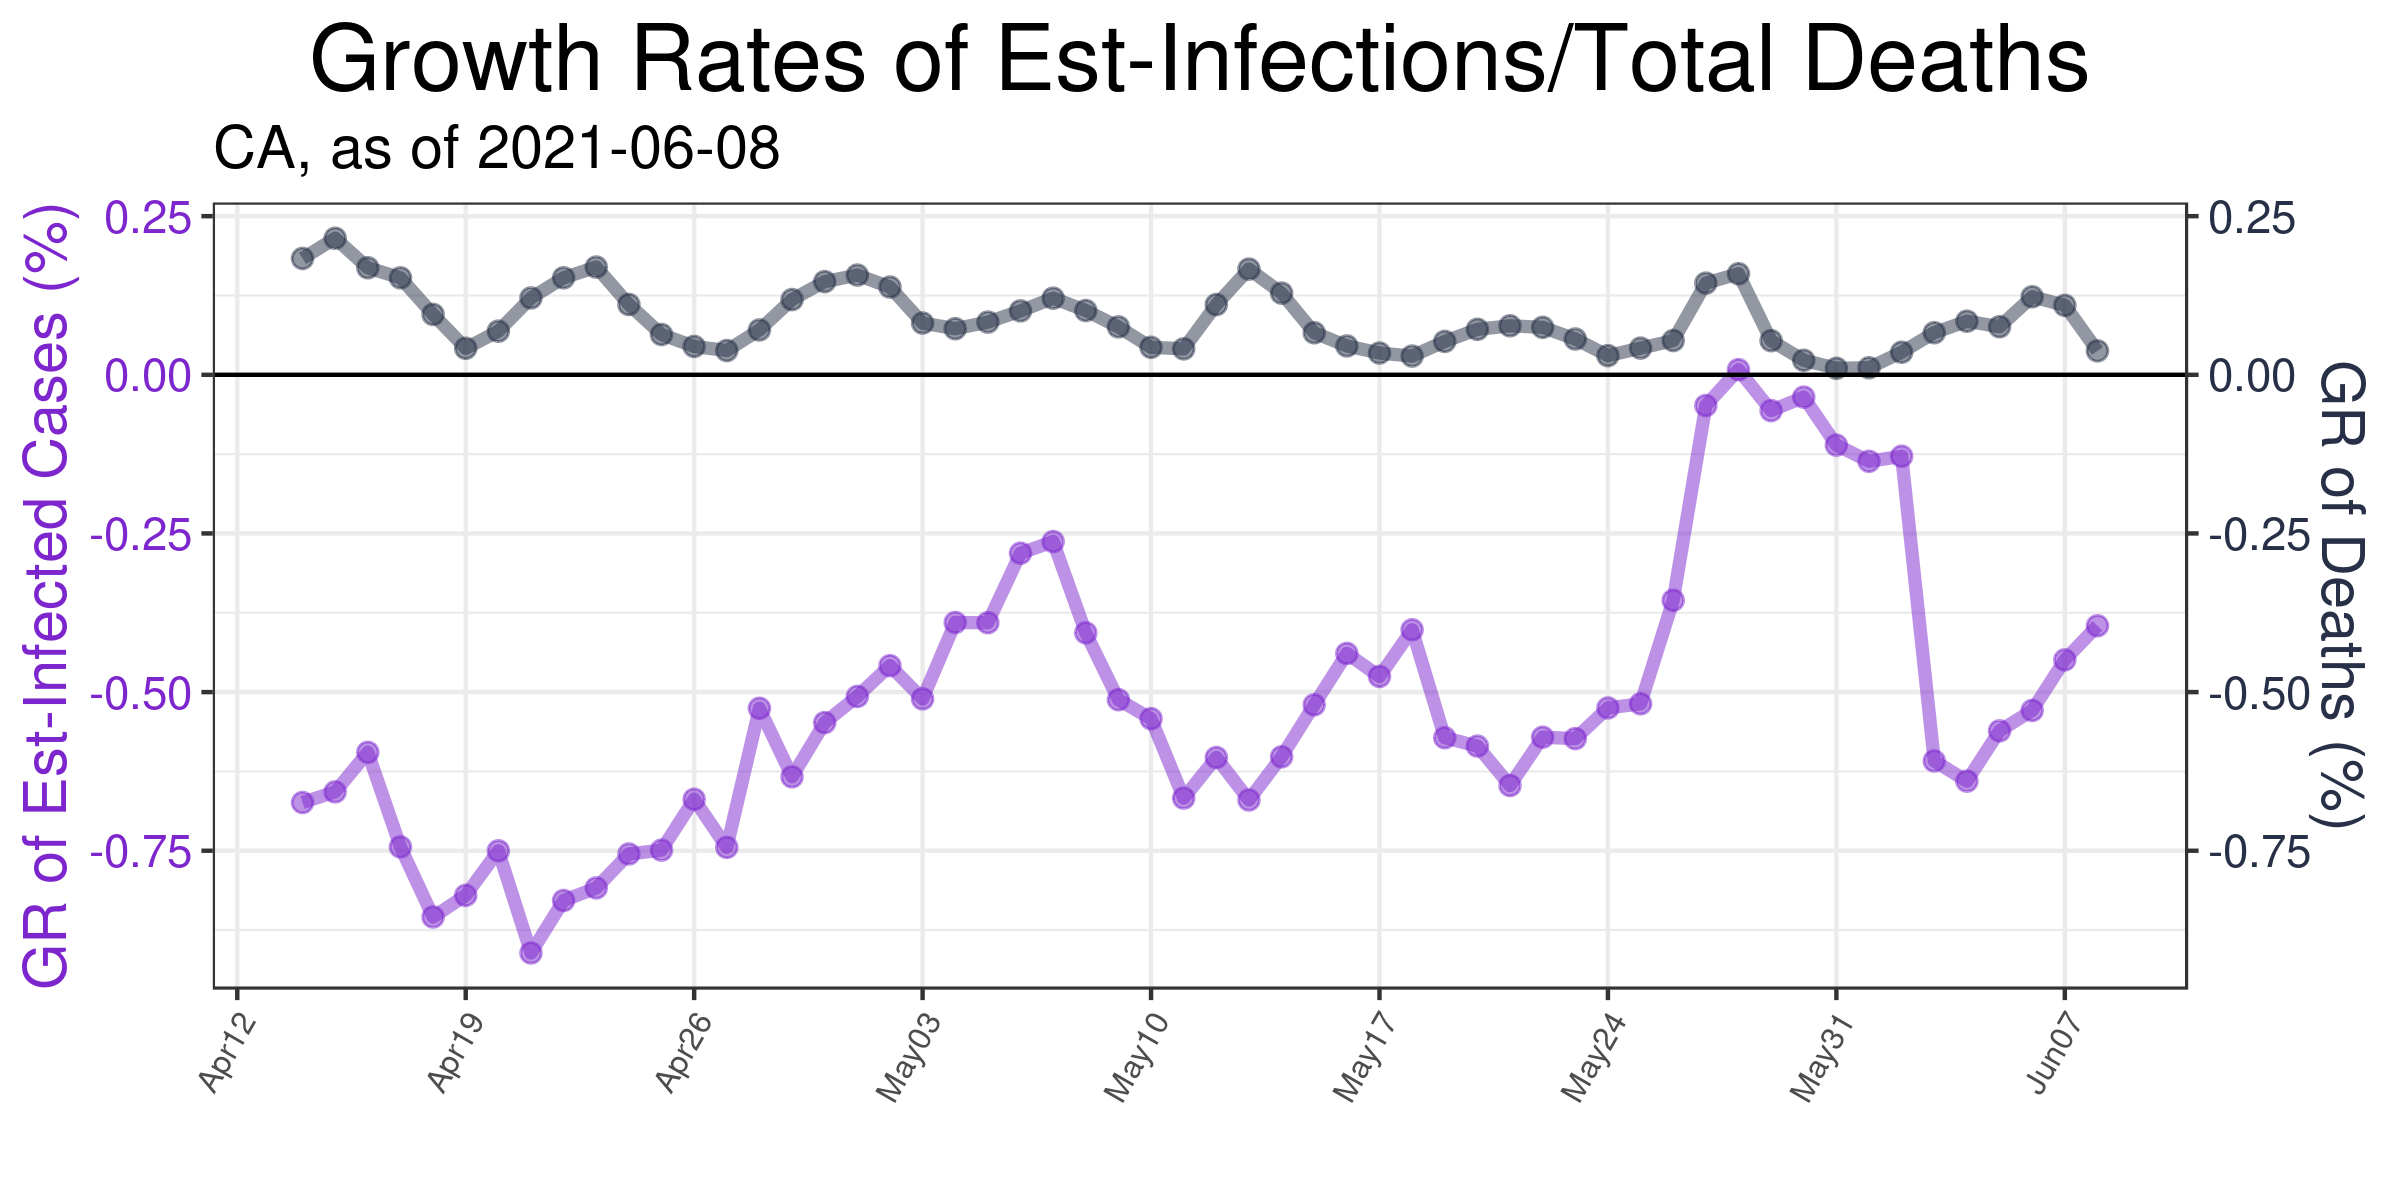 Growth Rates of Est-Infections/Total Deaths
CA, as of 2021-06-08
GR of Est-Infected Cases (%)
0.25
0.00
-0.25
-0.50
-0.75
0.25
0.00
-0.25
-0.50
-0.75
GR of Deaths (%)
Apr12
Apr19
Apr26
May03
May10
May17
May24
May31
Jun07